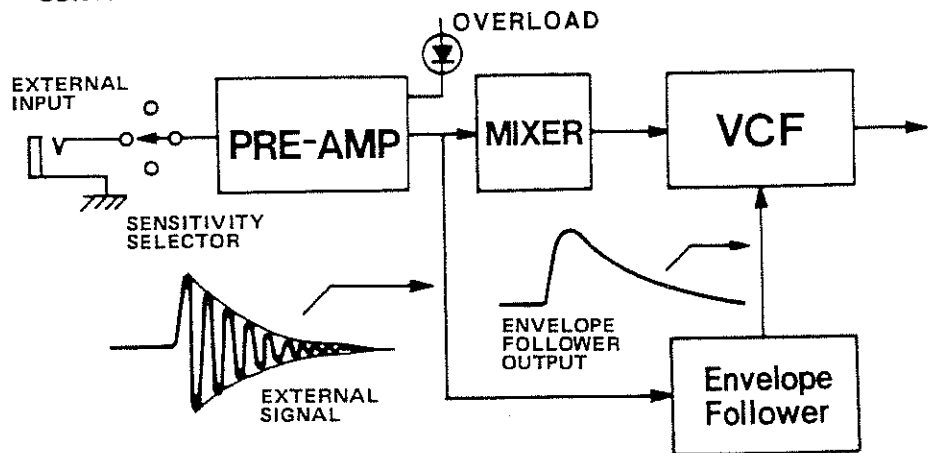 OVERLOAD
EXTERNAL
INPUT
PRE-AMP
MIXER
VCF
SENSITIVITY
SELECTOR
ENVELOPE
FOLLOWER
OUTPUT
EXTERNAL
SIGNAL
Envelope
Follower